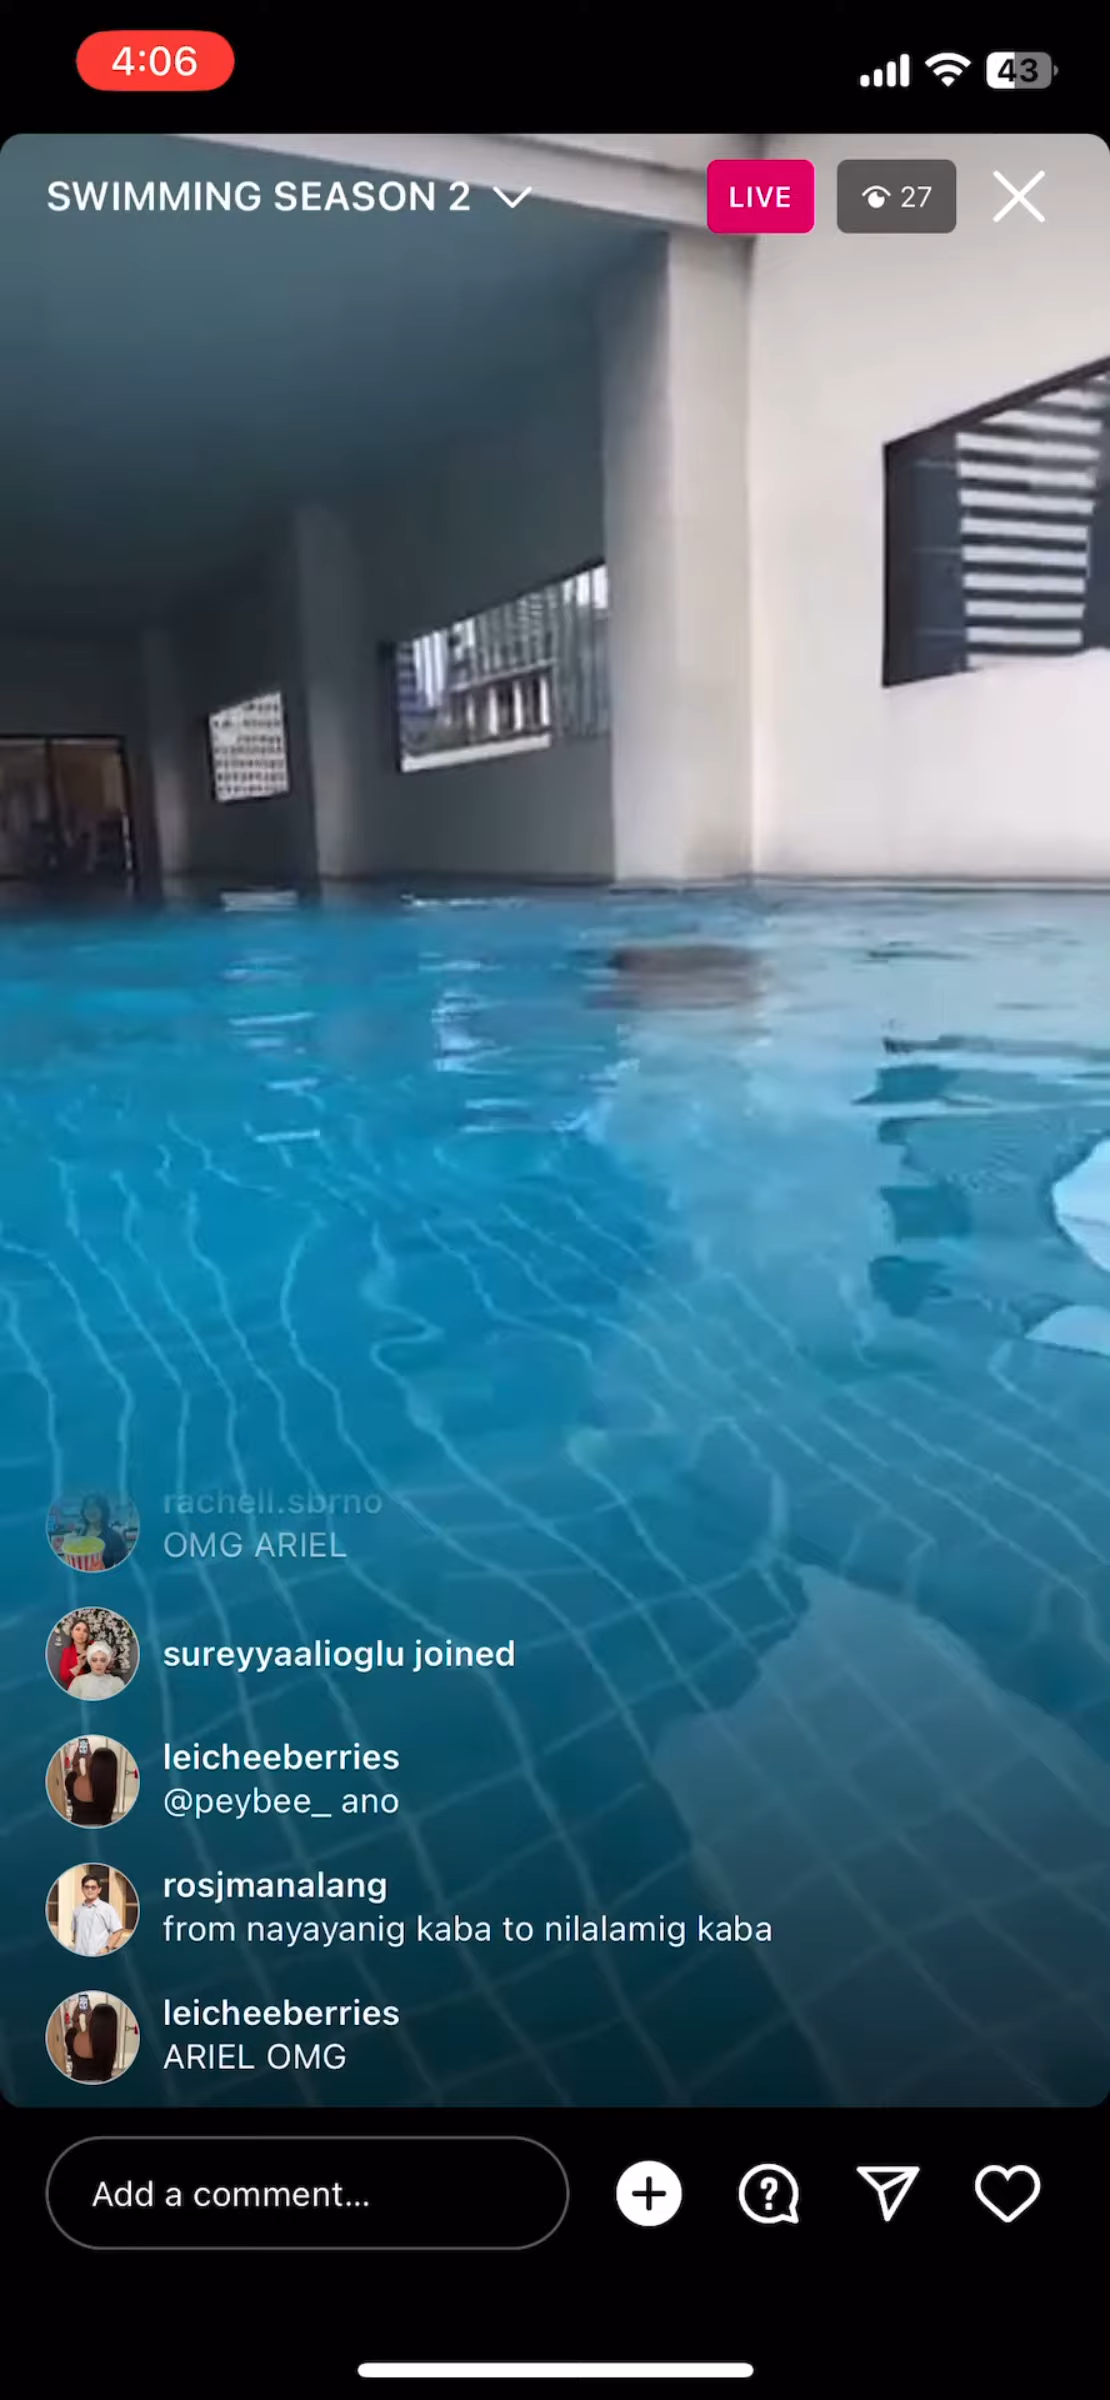 4:06
43
SWIMMING SEASON 2
LIVE
27
rachell.sbrno
OMG ARIEL
sureyyaalioglu joined
leicheeberries
@peybee_ ano
rosjmanalang
from nayayanig kaba to nilalamig kaba
leicheeberries
ARIEL OMG
Add a comment...